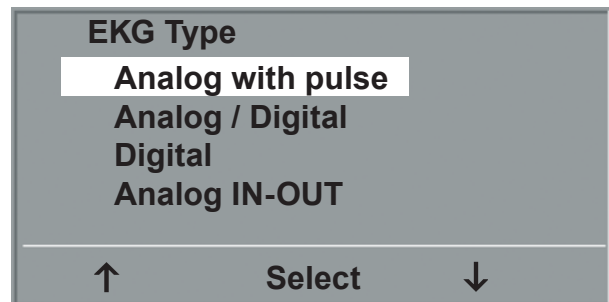 EKG Type
Analog with pulse
Analog / Digital
Digital
Analog IN-OUT
↑ Select ↓